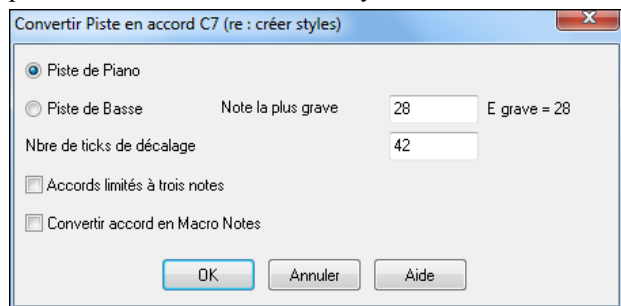 Convertir Piste en accord C7 (re : créer styles)
Piste de Piano
Piste de Basse Note la plus grave 28 E grave = 28
Nbre de ticks de décalage 42
Accords limités à trois notes
Convertir accord en Macro Notes
OK Annuler Aide